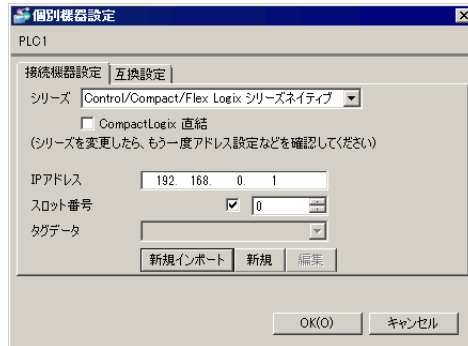 個別機器設定
PLC1
接続機器設定 互換設定
シリーズ Control/Compact/Flex Logix シリーズネイティブ
CompactLogix 直結
(シリーズを変更したら、もう一度アドレス設定などを確認してください)
IPアドレス 192. 168. 0. 1
スロット番号 0
タグデータ
新規インポート 新規 編集
OK(O) キャンセル